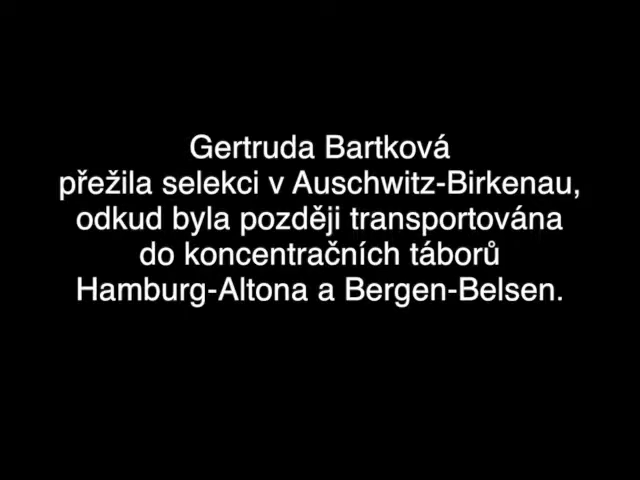 Gertruda Bartková
přežila selekci v Auschwitz-Birkenau,
odkud byla později transportována
do koncentračních táborů
Hamburg-Altona a Bergen-Belsen.